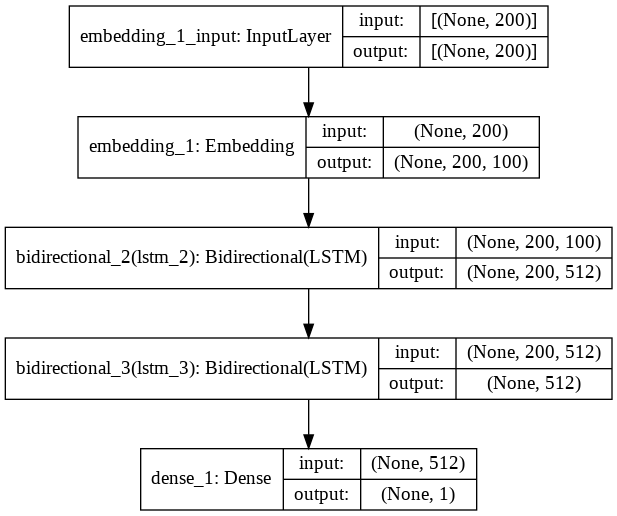 embedding_1_input: InputLayer
input: [(None, 200)]
output: [(None, 200)]
embedding_1: Embedding
input: (None, 200)
output: (None, 200, 100)
bidirectional_2(lstm_2): Bidirectional(LSTM)
input: (None, 200, 100)
output: (None, 200, 512)
bidirectional_3(lstm_3): Bidirectional(LSTM)
input: (None, 200, 512)
output: (None, 512)
dense_1: Dense
input: (None, 512)
output: (None, 1)